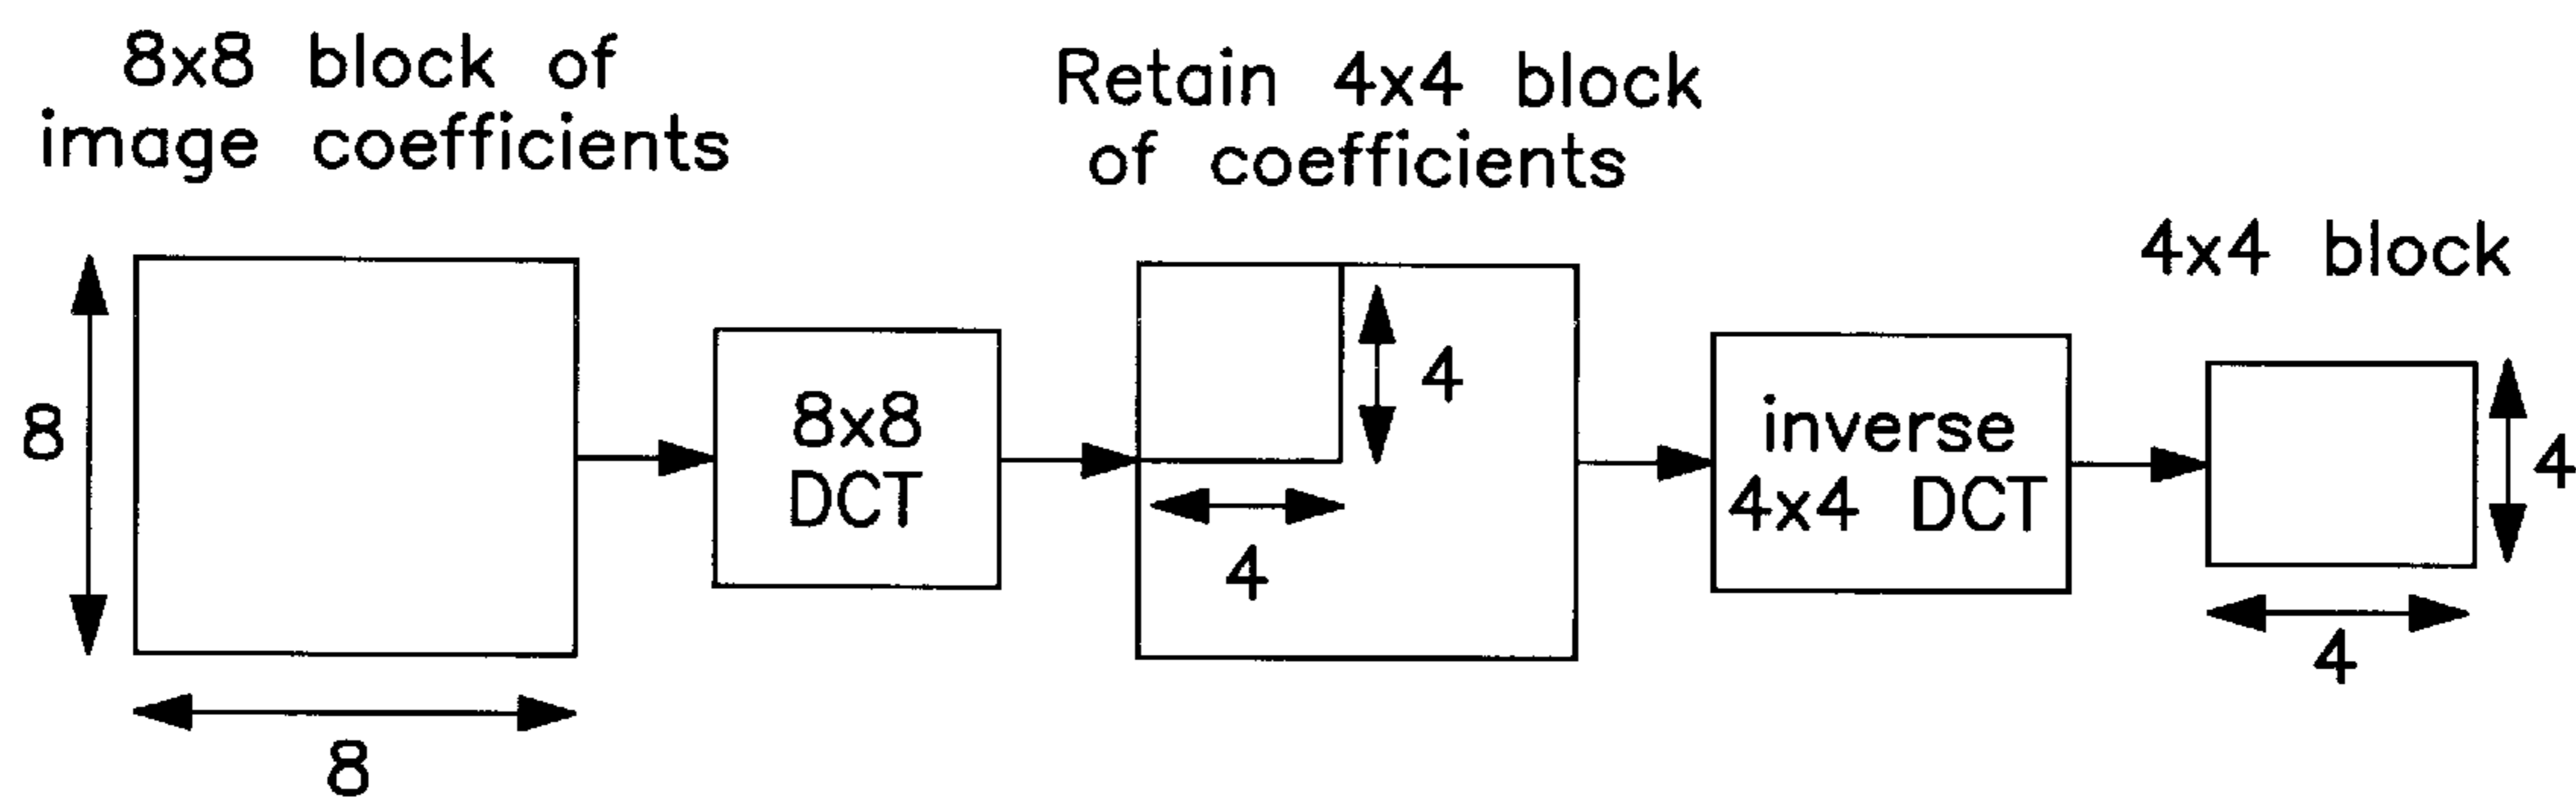 8x8 block of
image coefficients
8
8
8x8
DCT
Retain 4x4 block
of coefficients
4
4
inverse
4x4 DCT
4x4 block
4
4